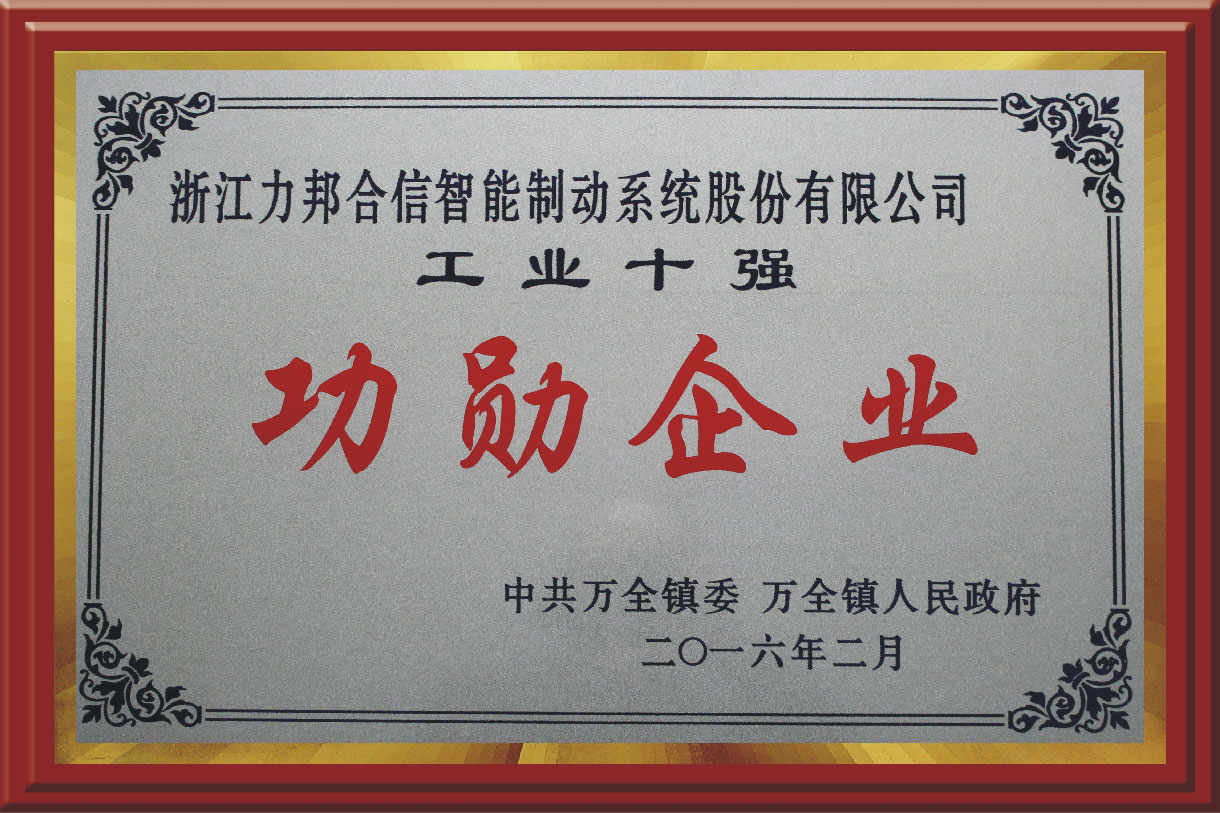 浙江力邦合信智能制动系统股份有限公司
工业十强
功勋企业
中共万全镇委 万全镇人民政府
二〇一六年二月